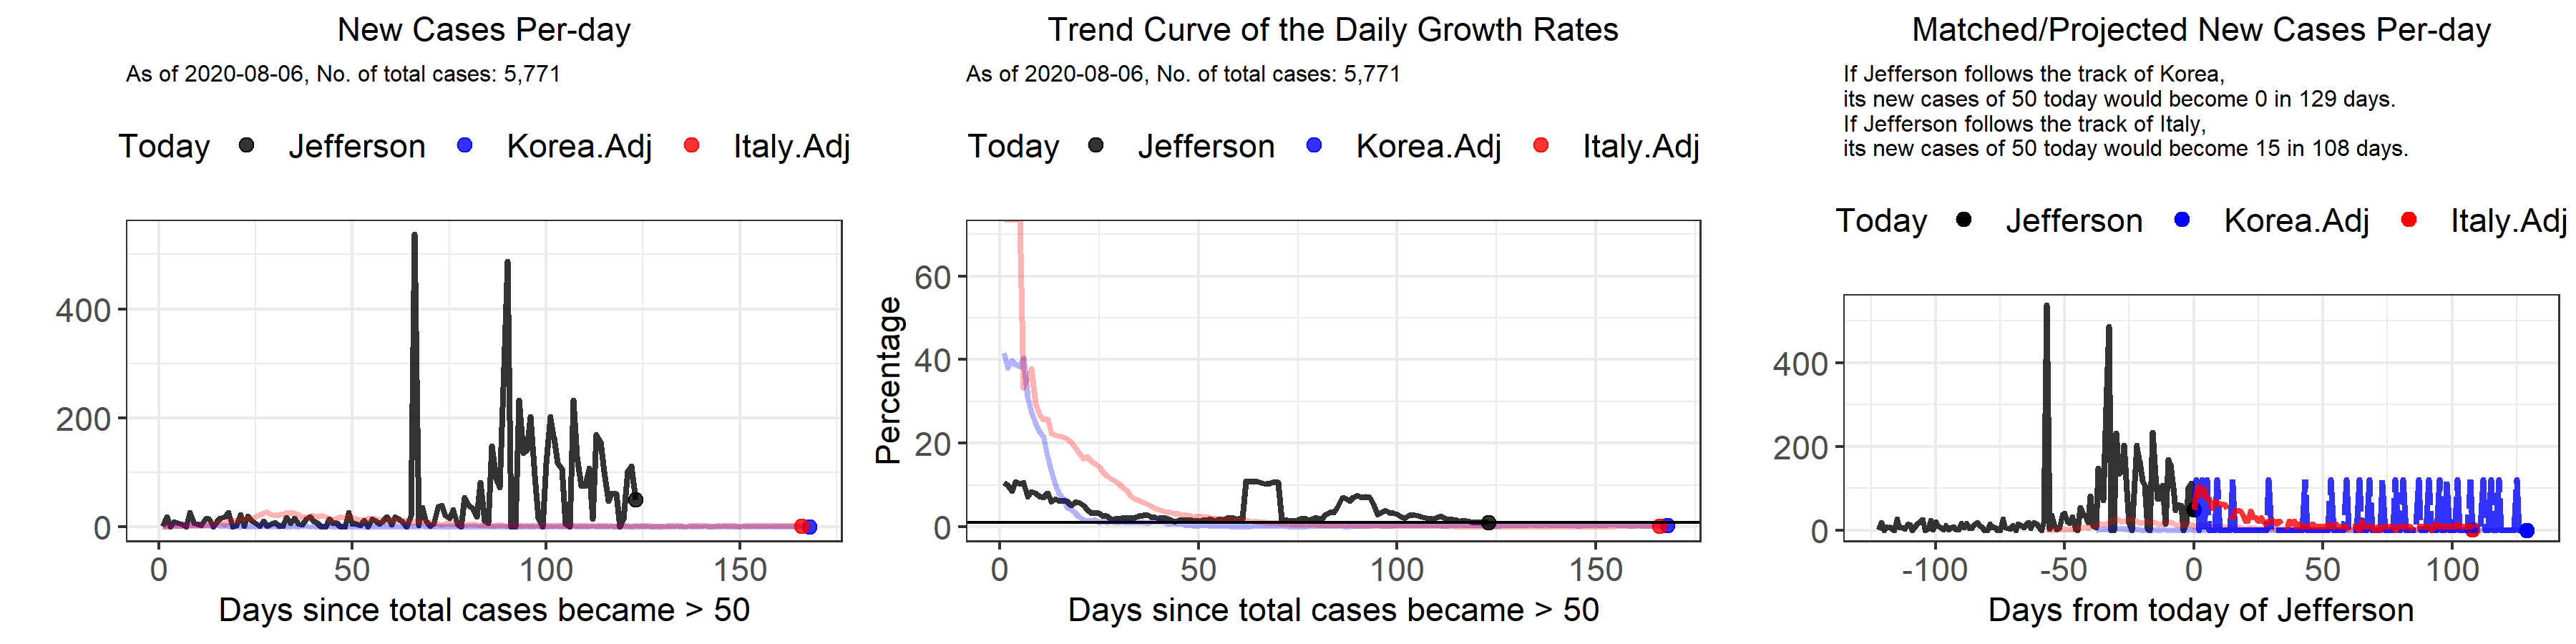 New Cases Per-day
As of 2020-08-06, No. of total cases: 5,771
Today Jefferson Korea.Adj Italy.Adj
400
200
0
0 50 100 150
Days since total cases became > 50
Trend Curve of the Daily Growth Rates
As of 2020-08-06, No. of total cases: 5,771
Today Jefferson Korea.Adj Italy.Adj
Percentage
60
40
20
0
0 50 100 150
Days since total cases became > 50
Matched/Projected New Cases Per-day
If Jefferson follows the track of Korea,
its new cases of 50 today would become 0 in 129 days.
If Jefferson follows the track of Italy,
its new cases of 50 today would become 15 in 108 days.
Today Jefferson Korea.Adj Italy.Adj
400
200
0
-100 -50 0 50 100
Days from today of Jefferson